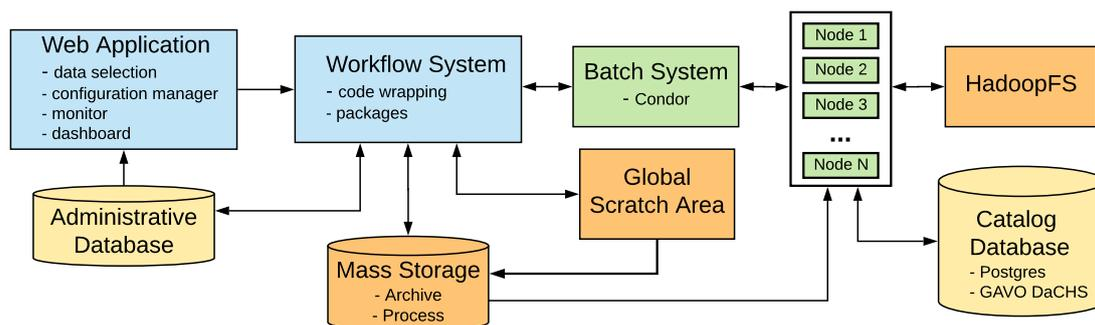 Web Application
- data selection
- configuration manager
- monitor
- dashboard
Workflow System
- code wrapping
- packages
Batch System
- Condor
Node 1
Node 2
Node 3
...
Node N
HadoopFS
Administrative
Database
Global
Scratch Area
Mass Storage
- Archive
- Process
Catalog
Database
- Postgres
- GAVO DaCHS